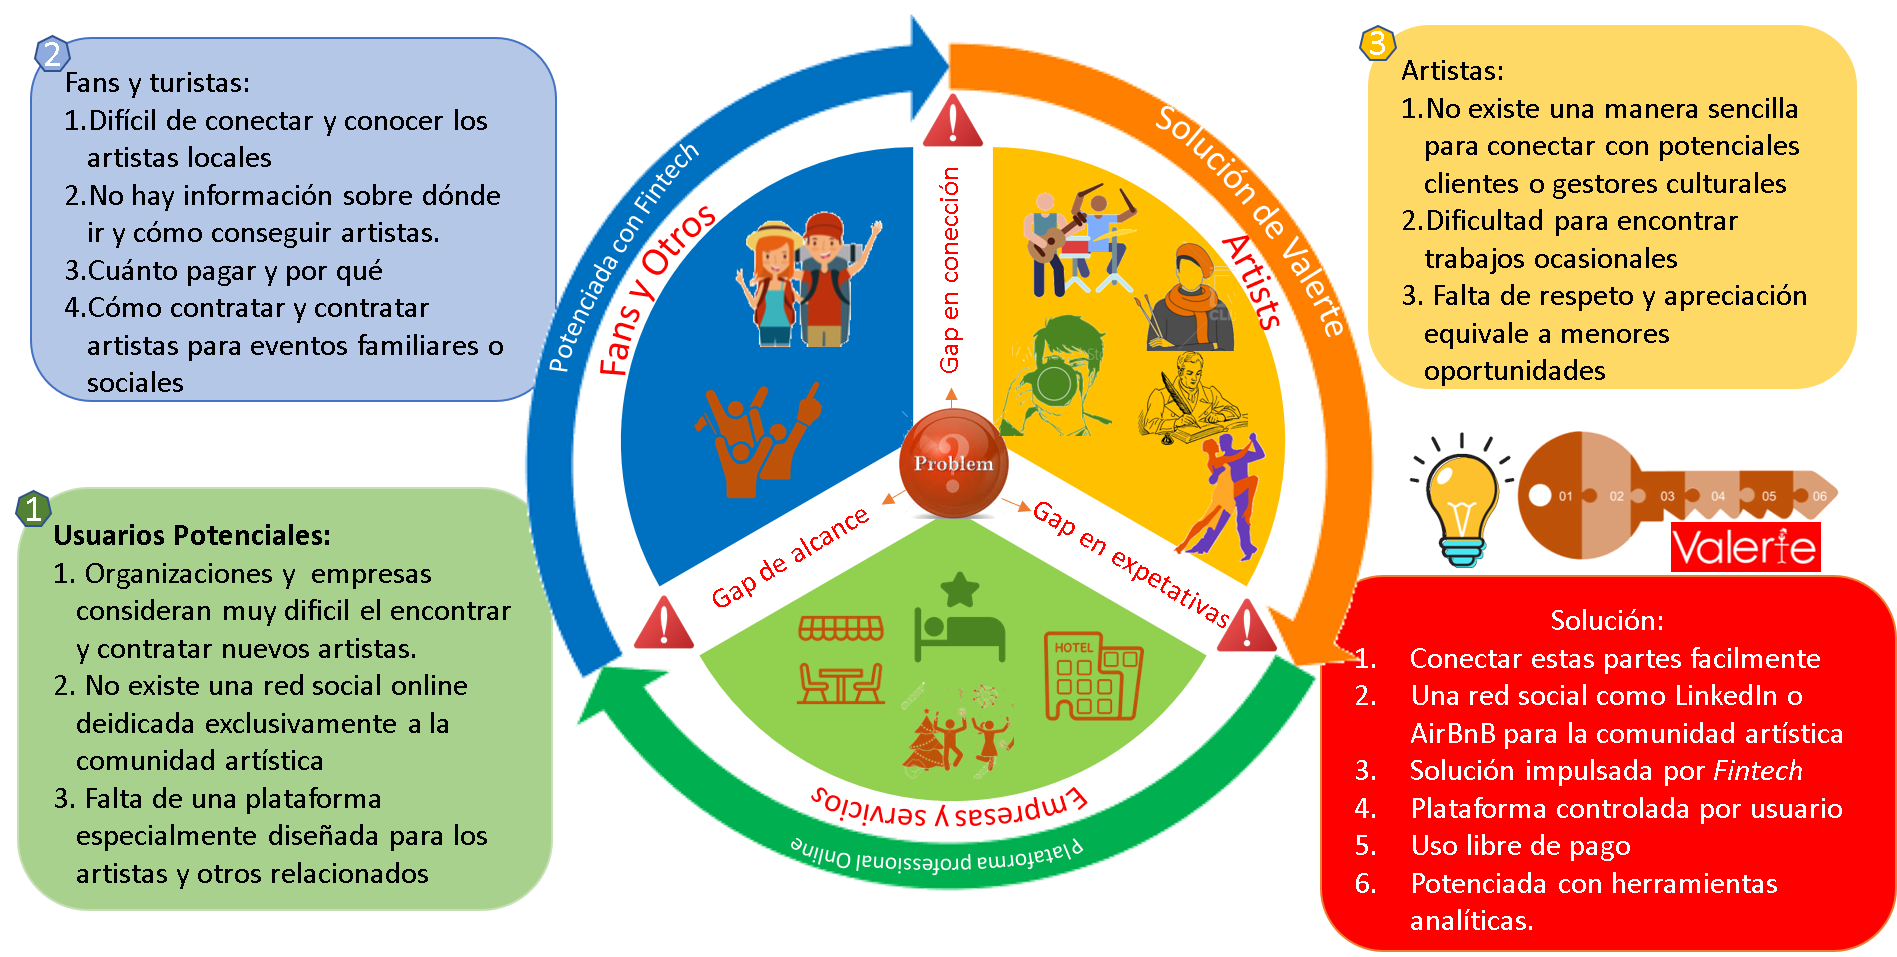 2
Fans y turistas:
1.Difícil de conectar y conocer los
artistas locales
2.No hay información sobre dónde
ir y cómo conseguir artistas.
3.Cuánto pagar y por qué
4.Cómo contratar y contratar
artistas para eventos familiares o
sociales
1
Usuarios Potenciales:
1. Organizaciones y empresas
consideran muy dificil el encontrar
y contratar nuevos artistas.
2. No existe una red social online
deidicada exclusivamente a la
comunidad artística
3. Falta de una plataforma
especialmente diseñada para los
artistas y otros relacionados
Potenciada con Fintech
Fans y Otros
Solución de Valerte
Artists
Gap en conección
Problem
?
Gap de alcance
Gap en expetativas
HOTEL
Empresas y servicios
Plataforma professional Online
3
Artistas:
1.No existe una manera sencilla
para conectar con potenciales
clientes o gestores culturales
2.Dificultad para encontrar
trabajos ocasionales
3. Falta de respeto y apreciación
equivale a menores
oportunidades
01 02 03 04 05 06
Valerte
Solución:
1. Conectar estas partes facilmente
2. Una red social como LinkedIn o
AirBnB para la comunidad artística
3. Solución impulsada por Fintech
4. Plataforma controlada por usuario
5. Uso libre de pago
6. Potenciada con herramientas
analíticas.